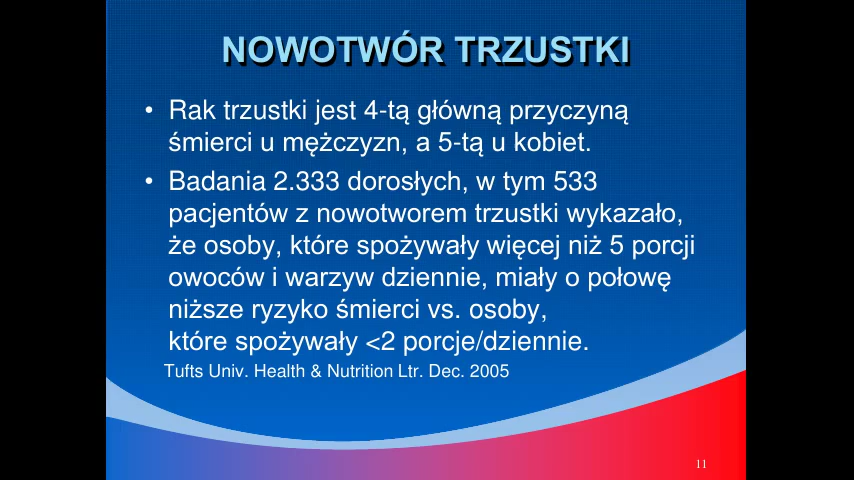 NOWOTWÓR TRZUSTKI
• Rak trzustki jest 4-tą główną przyczyną
śmierci u mężczyzn, a 5-tą u kobiet.
• Badania 2.333 dorosłych, w tym 533
pacjentów z nowotworem trzustki wykazało,
że osoby, które spożywały więcej niż 5 porcji
owoców i warzyw dziennie, miały o połowę
niższe ryzyko śmierci vs. osoby,
które spożywały <2 porcje/dziennie.
Tufts Univ. Health & Nutrition Ltr. Dec. 2005
11